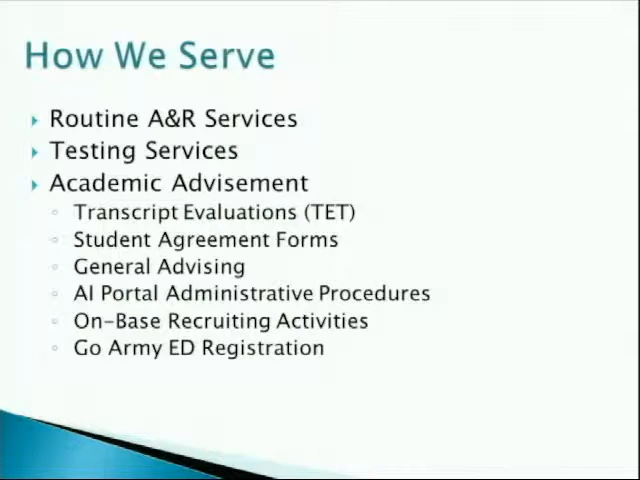 How We Serve
Routine A&R Services
Testing Services
Academic Advisement
Transcript Evaluations (TET)
Student Agreement Forms
General Advising
AI Portal Administrative Procedures
On-Base Recruiting Activities
Go Army ED Registration